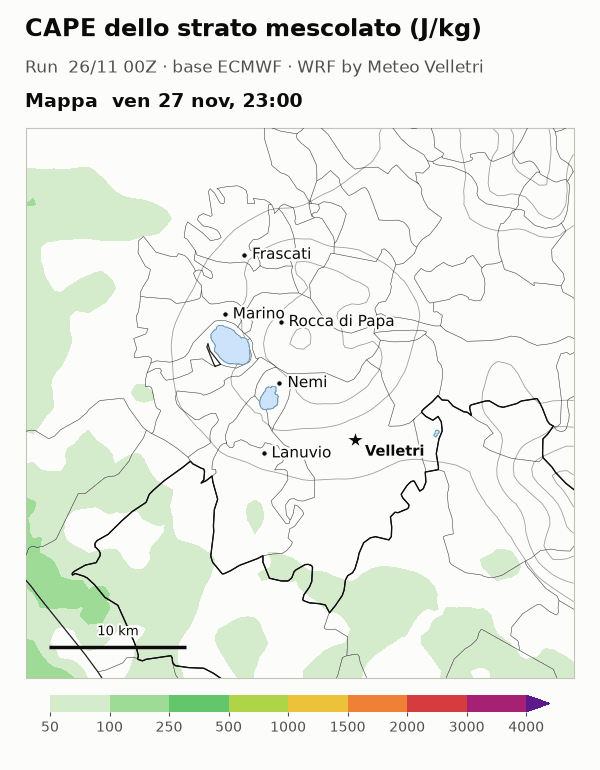 CAPE dello strato mescolato (J/kg)
Run  26/11 00Z · base ECMWF · WRF by Meteo Velletri
Mappa  ven 27 nov, 23:00
Frascati
Marino
Rocca di Papa
Nemi
Velletri
Lanuvio
10 km
50 100 250 500 1000 1500 2000 3000 4000